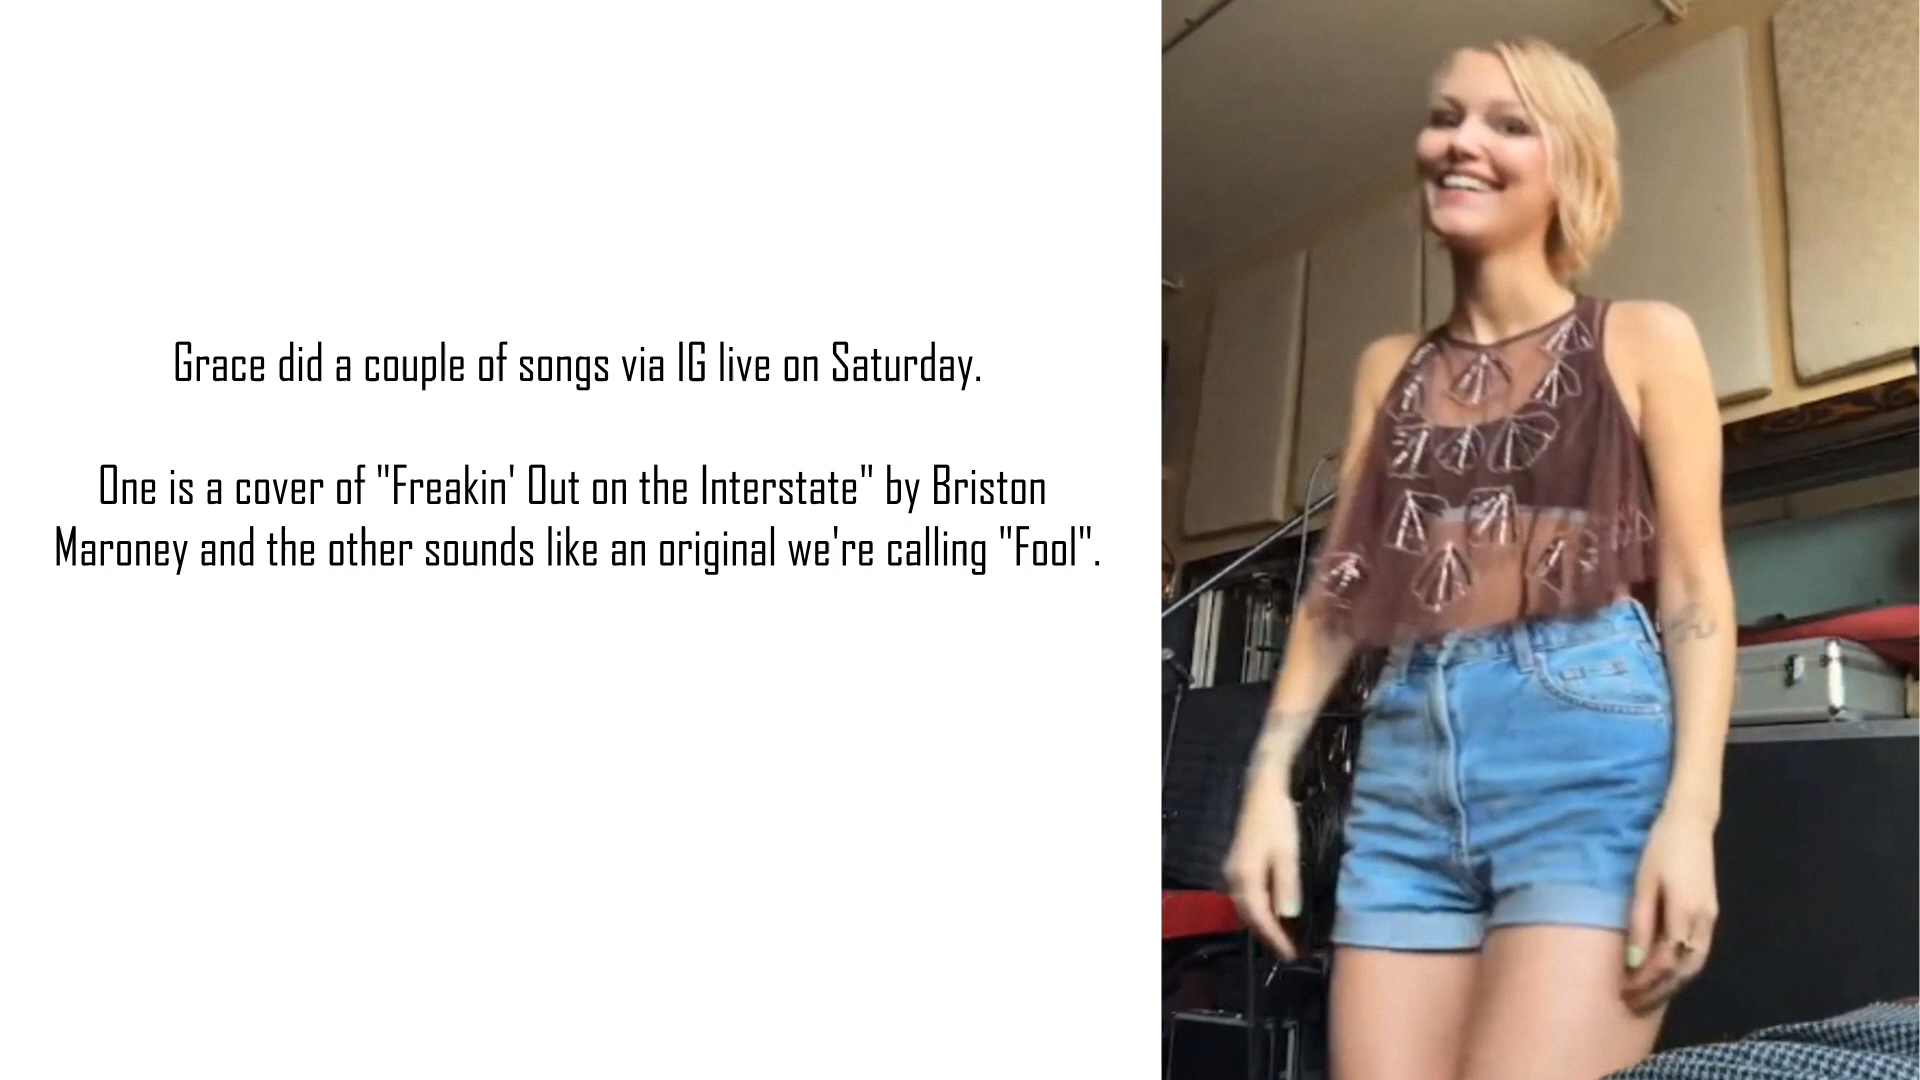 Grace did a couple of songs via IG live on Saturday.
One is a cover of "Freakin' Out on the Interstate" by Briston
Maroney and the other sounds like an original we're calling "Fool".